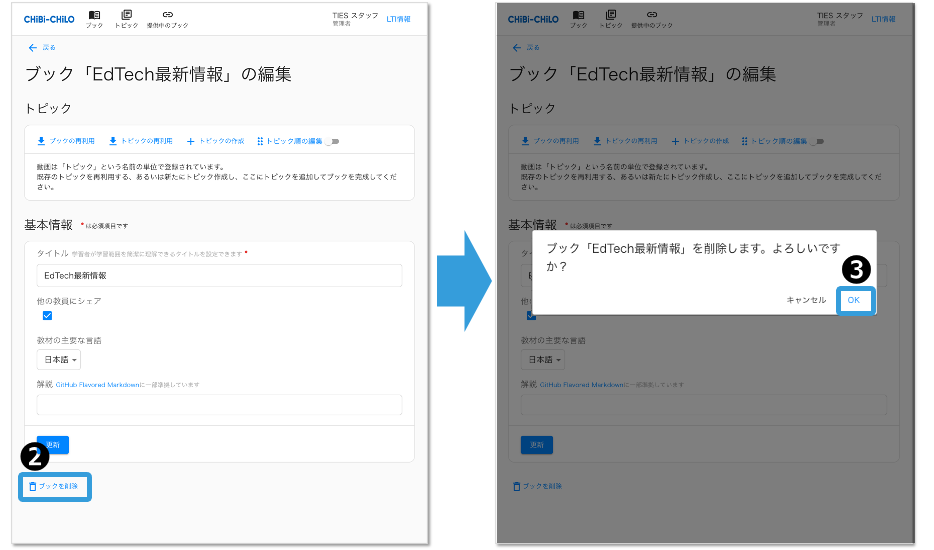 CHiBi-CHiLO
ブック
トピック
提供中のブック
TIES スタッフ
管理者
LTI情報
戻る
ブック「EdTech最新情報」の編集
トピック
ブックの再利用
トピックの再利用
トピックの作成
トピック順の編集
動画は「トピック」という名前の単位で登録されています。
既存のトピックを再利用する、あるいは新たにトピック作成し、ここにトピックを追加してブックを完成してくだ
さい。
基本情報 *は必須項目です
タイトル 学習者が学習範囲を簡潔に理解できるタイトルを設定できます *
EdTech最新情報
他の教員にシェア
教材の主要な言語
日本語
解説 GitHub Flavored Markdownに一部準拠しています
更新
2
ブックを削除
CHiBi-CHiLO
ブック
トピック
提供中のブック
TIES スタッフ
管理者
LTI情報
戻る
ブック「EdTech最新情報」の編集
トピック
ブックの再利用
トピックの再利用
トピックの作成
トピック順の編集
動画は「トピック」という名前の単位で登録されています。
既存のトピックを再利用する、あるいは新たにトピック作成し、ここにトピックを追加してブックを完成してくだ
さい。
基本情報 *は必須項目です
ブック「EdTech最新情報」を削除します。よろしいです
か？
3
キャンセル
OK
教材の主要な言語
日本語
解説 GitHub Flavored Markdownに一部準拠しています
更新
ブックを削除